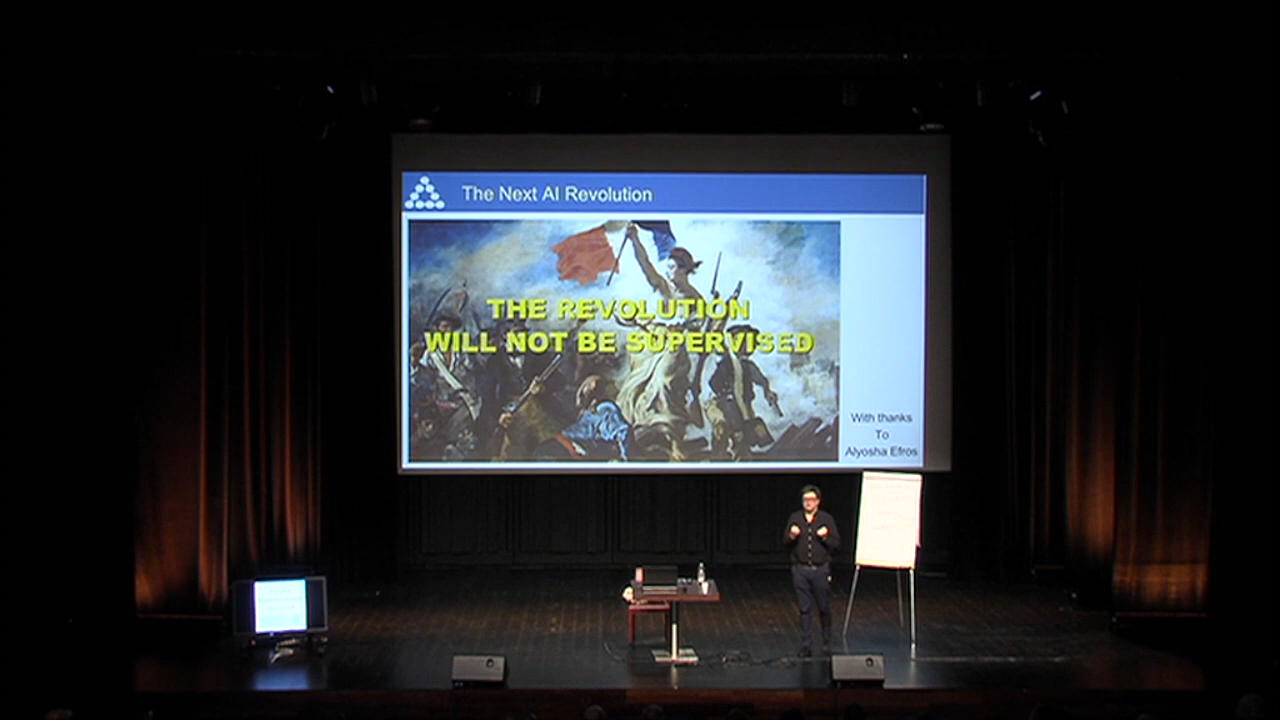 The Next AI Revolution
THE REVOLUTION
WILL NOT BE SUPERVISED
With thanks
To
Alyosha Efros